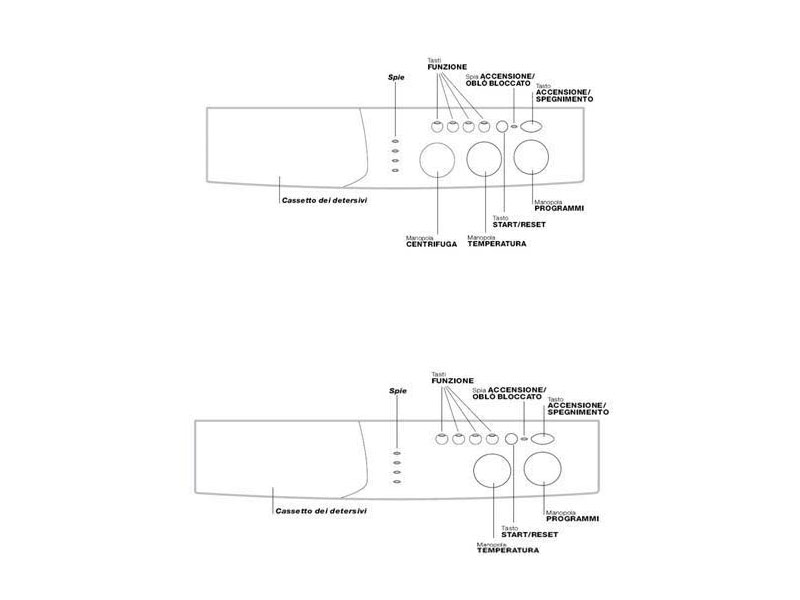 Tasti
FUNZIONE
Spie
Spia ACCENSIONE/
OBLÒ BLOCCATO
Tasto
ACCENSIONE/
SPEGNIMENTO
Cassetto dei detersivi
Manopola
PROGRAMMI
Tasto
START/RESET
Manopola
CENTRIFUGA
Manopola
TEMPERATURA
Tasti
FUNZIONE
Spie
Spia ACCENSIONE/
OBLÒ BLOCCATO
Tasto
ACCENSIONE/
SPEGNIMENTO
Cassetto dei detersivi
Manopola
PROGRAMMI
Tasto
START/RESET
Manopola
TEMPERATURA